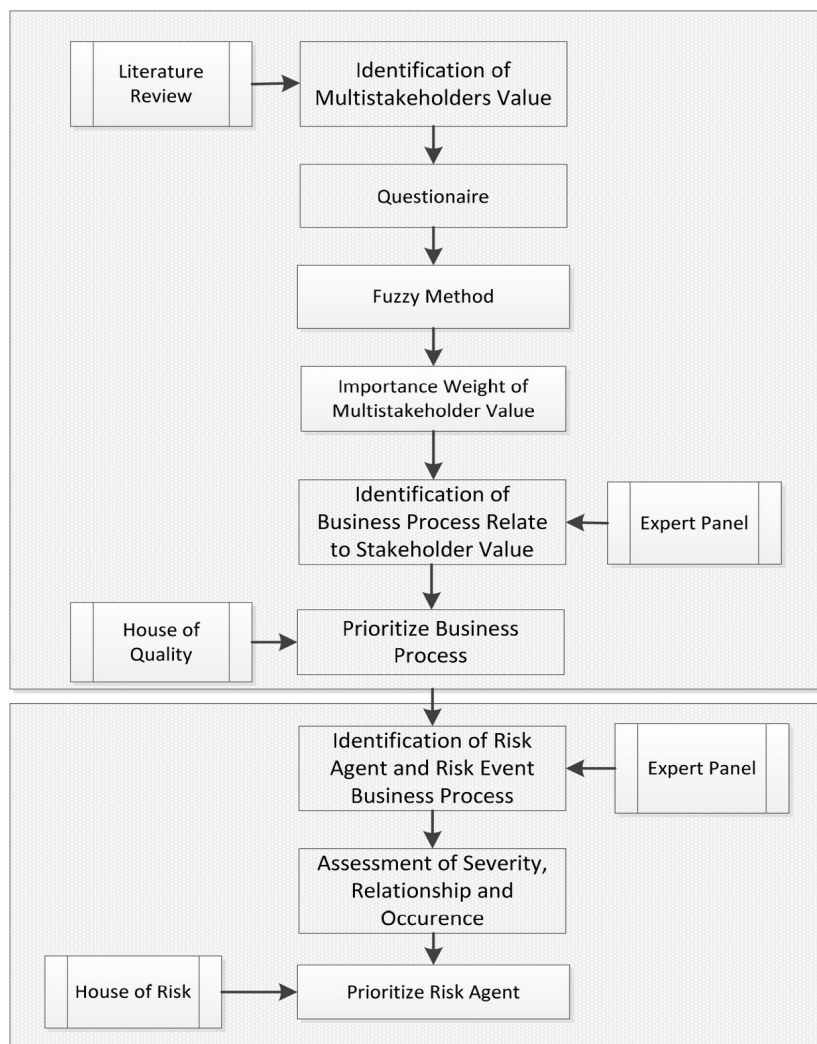 Literature
Review
Identification of
Multistakeholders Value
Questionaire
Fuzzy Method
Importance Weight of
Multistakeholder Value
Identification of
Business Process Relate
to Stakeholder Value
Expert Panel
House of
Quality
Prioritize Business
Process
Identification of Risk
Agent and Risk Event
Business Process
Expert Panel
Assessment of Severity,
Relationship and
Occurence
House of Risk
Prioritize Risk Agent